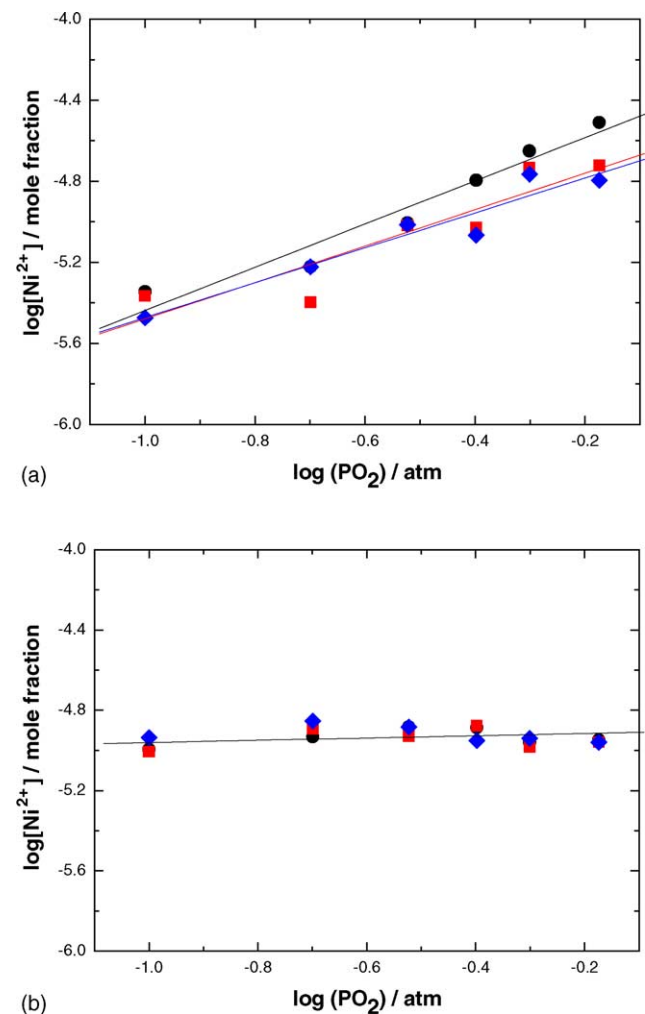 -4.0
-4.4
-4.8
-5.2
-5.6
-6.0
log[Ni2+] / mole fraction
-1.0 -0.8 -0.6 -0.4 -0.2
(a) log (PO2) / atm
-4.0
-4.4
-4.8
-5.2
-5.6
-6.0
log[Ni2+] / mole fraction
-1.0 -0.8 -0.6 -0.4 -0.2
(b) log (PO2) / atm